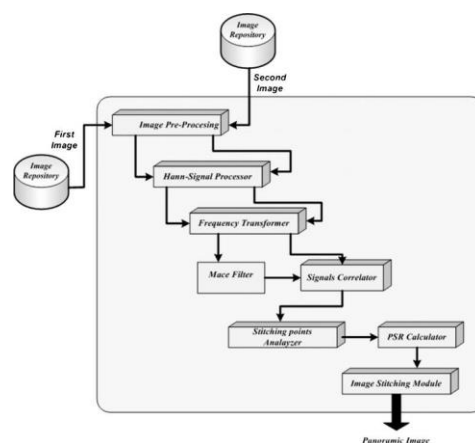 Image
Repository
Second
Image
First
Image
Image
Repository
Image Pre-Procesing
Hann-Signal Processor
Frequency Transformer
Mace Filter
Signals Correlator
Stitching points
Analayzer
PSR Calculator
Image Stitching Module
Panoramic Image